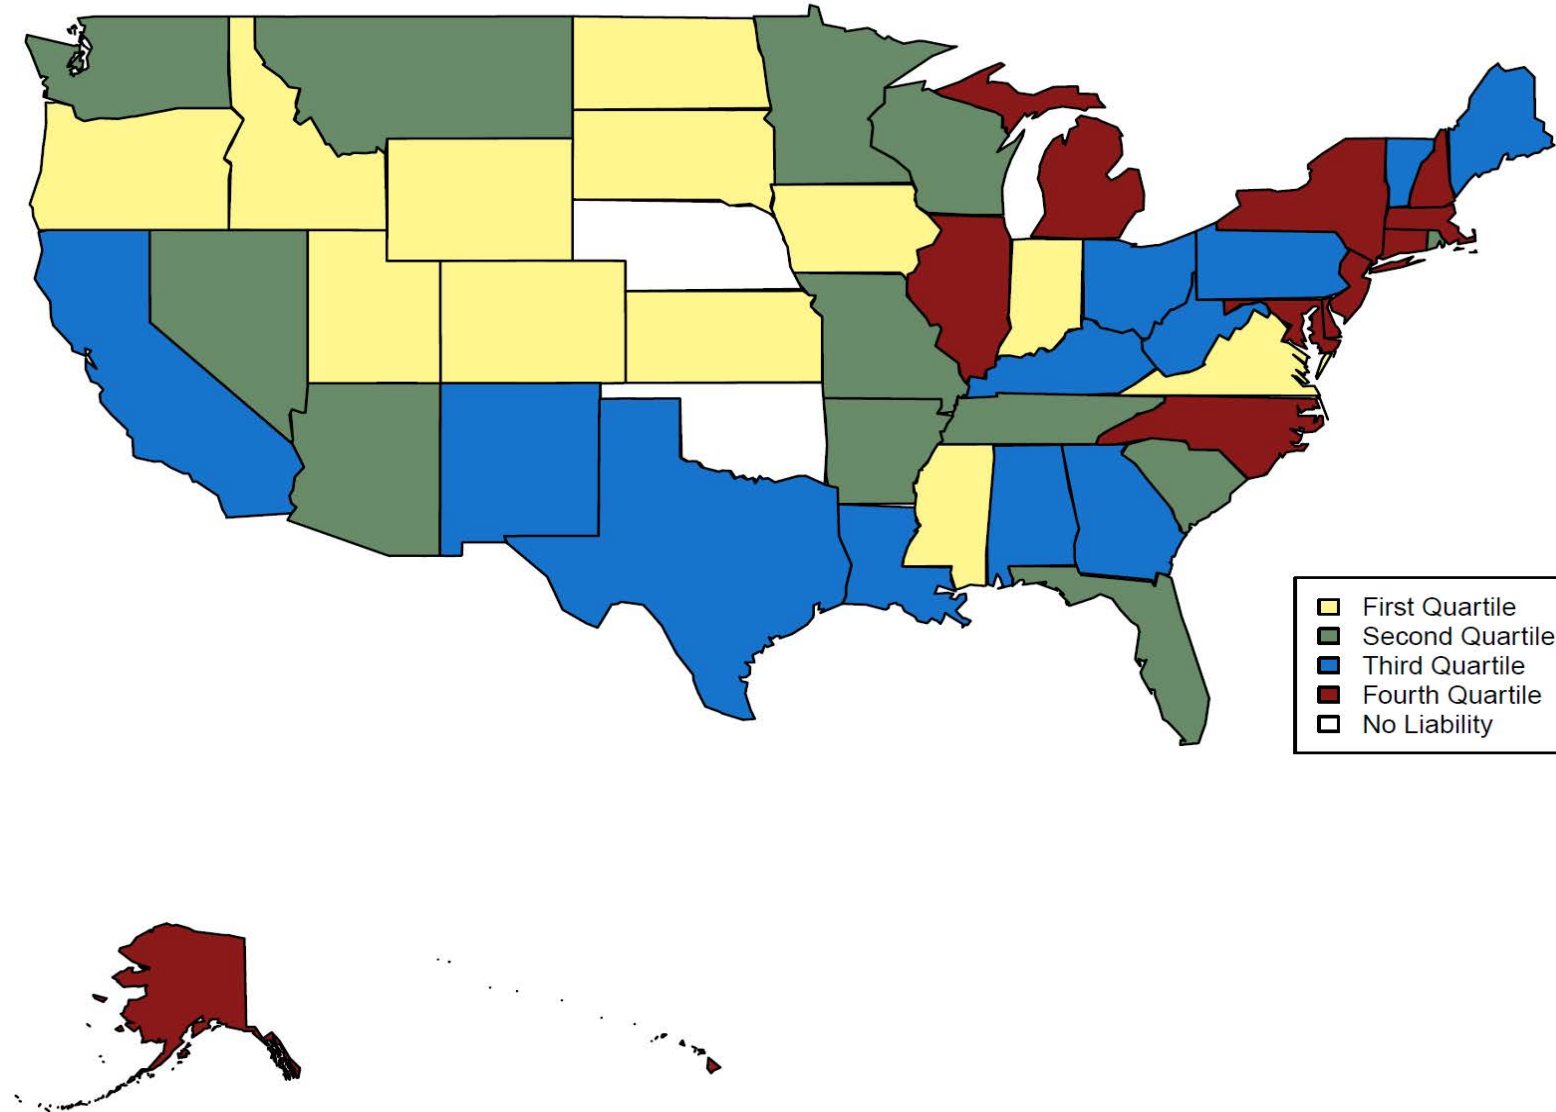 First Quartile
Second Quartile
Third Quartile
Fourth Quartile
No Liability